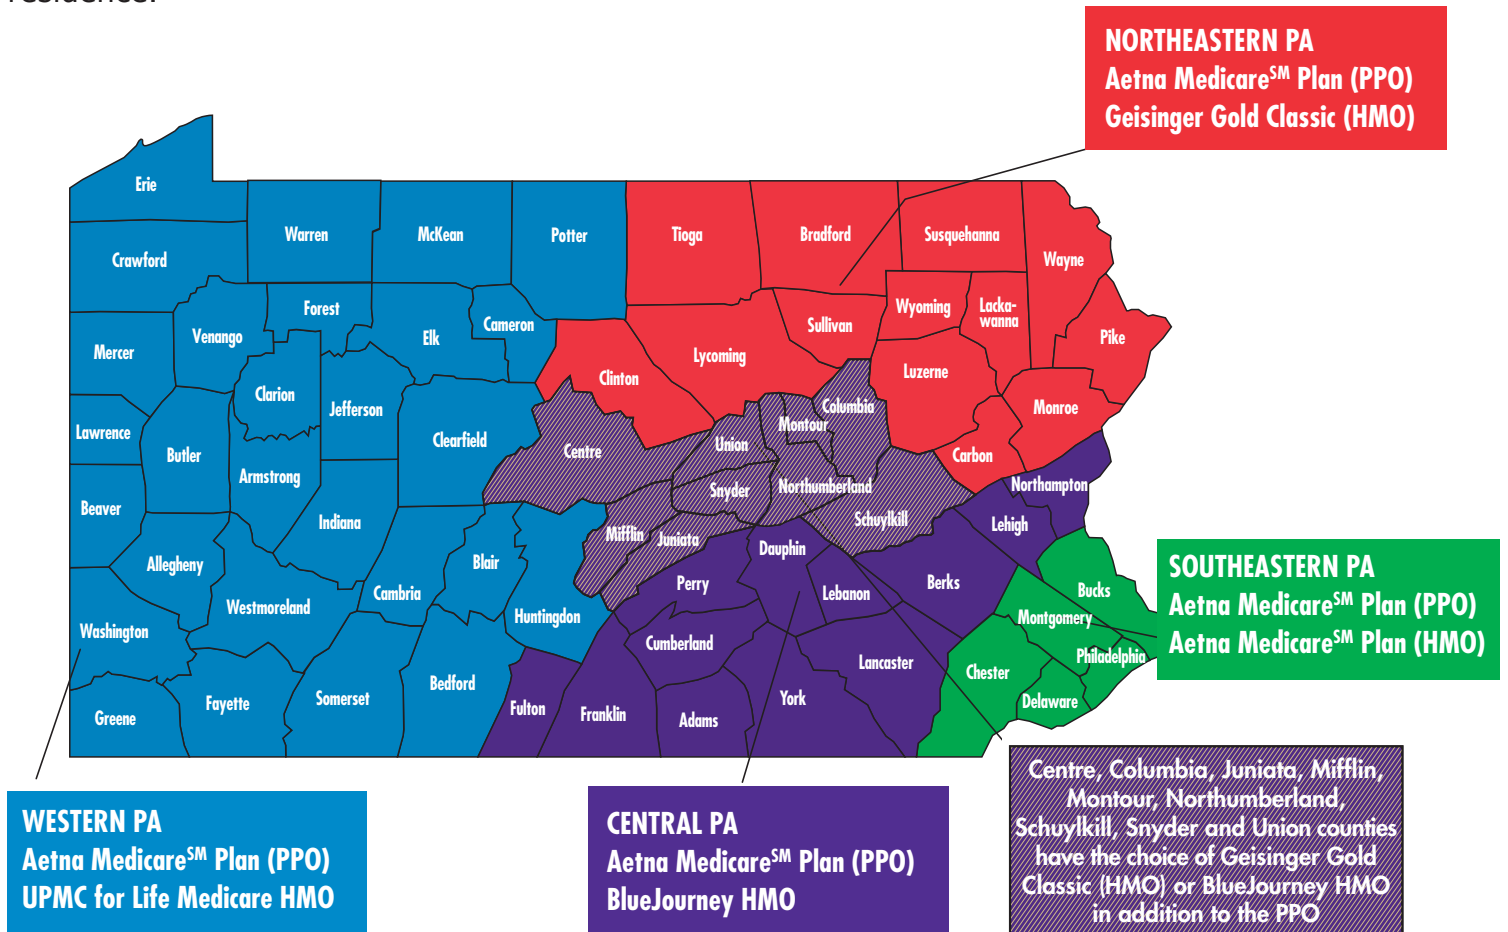 residence.
NORTHEASTERN PA
Aetna Medicare℠ Plan (PPO)
Geisinger Gold Classic (HMO)
Erie
Warren
McKean
Potter
Tioga
Bradford
Susquehanna
Wayne
Crawford
Forest
Venango
Elk
Cameron
Sullivan
Wyoming
Lacka-
wanna
Pike
Mercer
Clarion
Jefferson
Clinton
Lycoming
Luzerne
Monroe
Columbia
Montour
Lawrence
Butler
Clearfield
Centre
Union
Carbon
Armstrong
Snyder
Northumberland
Northampton
Beaver
Indiana
Schuylkill
Lehigh
Allegheny
Blair
Mifflin
Juniata
Dauphin
Westmoreland
Cambria
Huntingdon
Perry
Lebanon
Berks
Bucks
Washington
Cumberland
Lancaster
Montgomery
Philadelphia
Greene
Fayette
Somerset
Bedford
Fulton
Franklin
Adams
York
Chester
Delaware
SOUTHEASTERN PA
Aetna Medicare℠ Plan (PPO)
Aetna Medicare℠ Plan (HMO)
WESTERN PA
Aetna Medicare℠ Plan (PPO)
UPMC for Life Medicare HMO
CENTRAL PA
Aetna Medicare℠ Plan (PPO)
BlueJourney HMO
Centre, Columbia, Juniata, Mifflin,
Montour, Northumberland,
Schuylkill, Snyder and Union counties
have the choice of Geisinger Gold
Classic (HMO) or BlueJourney HMO
in addition to the PPO